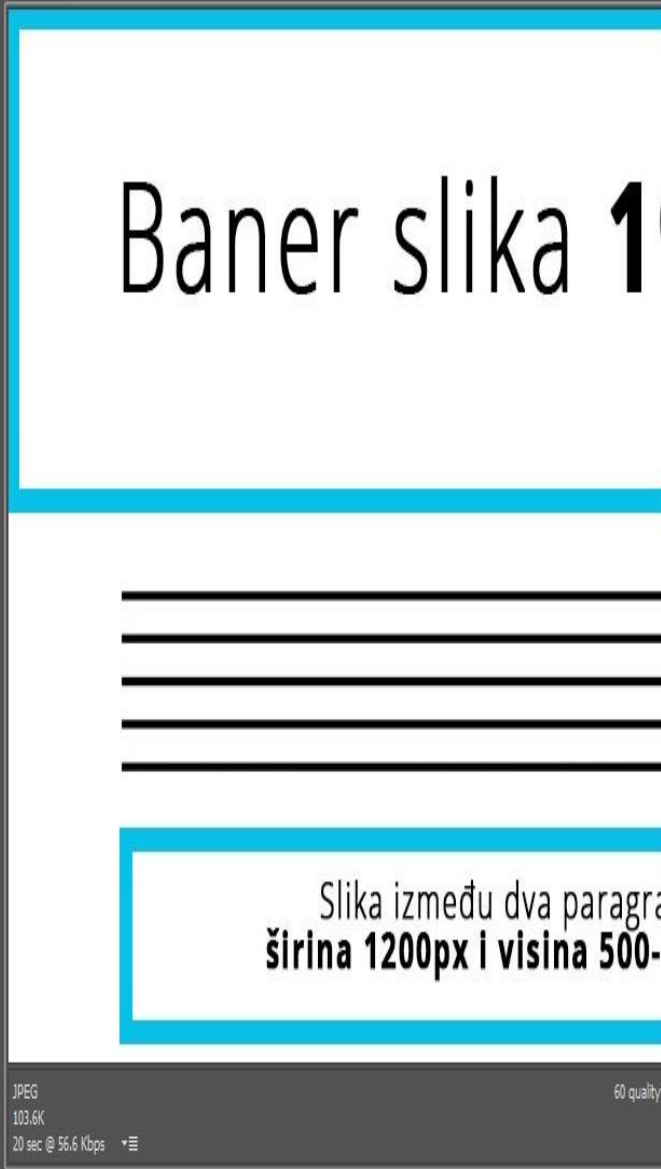 Baner slika 1
Slika između dva paragra
širina 1200px i visina 500-
JPEG
60 quality
103.6K
20 sec @ 56.6 Kbps